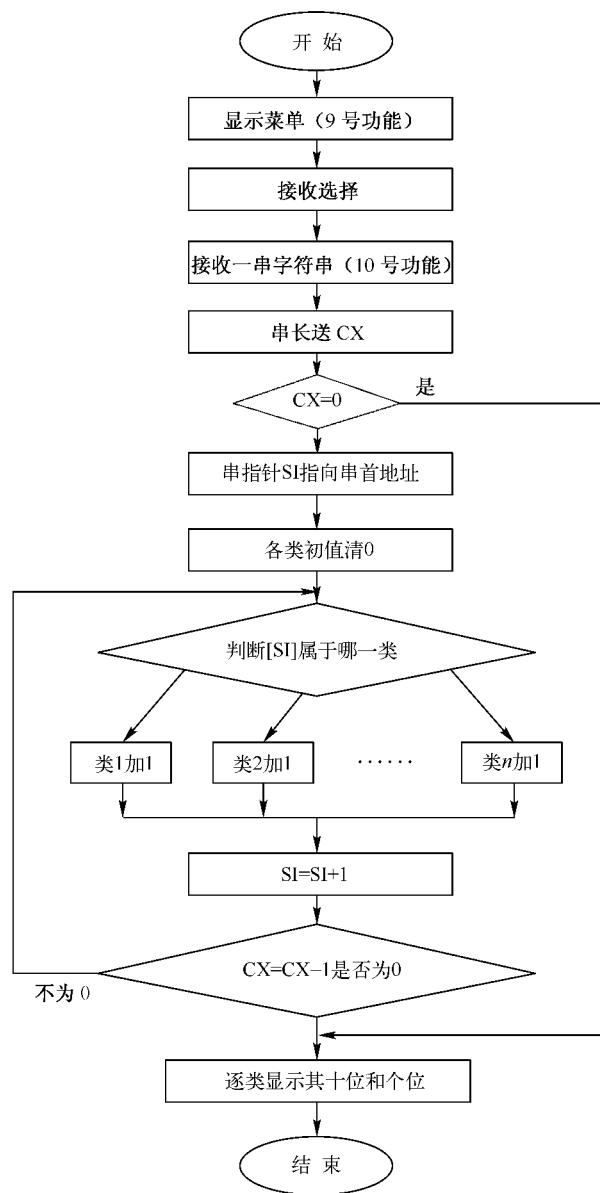 开 始
显示菜单（9 号功能）
接收选择
接收一串字符串（10 号功能）
串长送 CX
CX=0
是
串指针SI指向串首地址
各类初值清0
判断[SI]属于哪一类
类1加1
类2加1
……
类n加1
SI=SI+1
CX=CX−1是否为0
不为 0
逐类显示其十位和个位
结 束